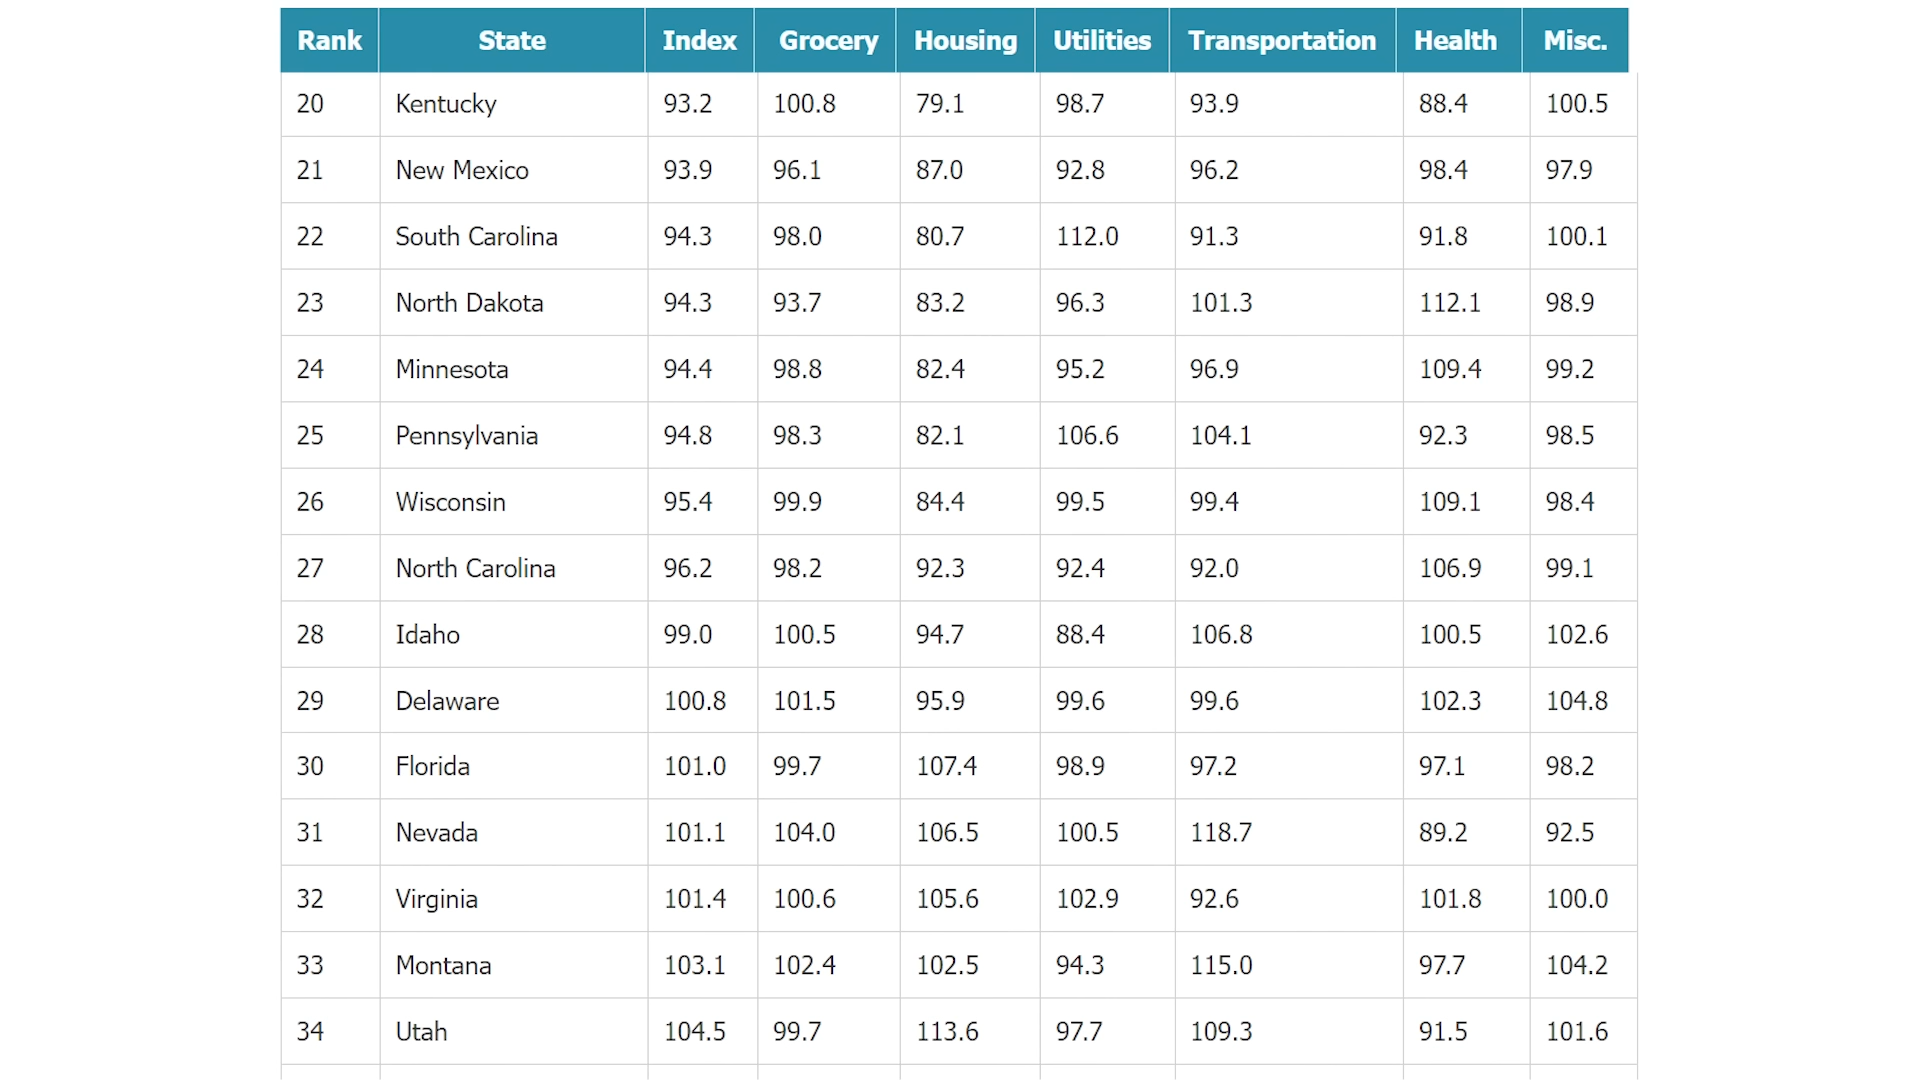 Rank State Index Grocery Housing Utilities Transportation Health Misc.
20 Kentucky 93.2 100.8 79.1 98.7 93.9 88.4 100.5
21 New Mexico 93.9 96.1 87.0 92.8 96.2 98.4 97.9
22 South Carolina 94.3 98.0 80.7 112.0 91.3 91.8 100.1
23 North Dakota 94.3 93.7 83.2 96.3 101.3 112.1 98.9
24 Minnesota 94.4 98.8 82.4 95.2 96.9 109.4 99.2
25 Pennsylvania 94.8 98.3 82.1 106.6 104.1 92.3 98.5
26 Wisconsin 95.4 99.9 84.4 99.5 99.4 109.1 98.4
27 North Carolina 96.2 98.2 92.3 92.4 92.0 106.9 99.1
28 Idaho 99.0 100.5 94.7 88.4 106.8 100.5 102.6
29 Delaware 100.8 101.5 95.9 99.6 99.6 102.3 104.8
30 Florida 101.0 99.7 107.4 98.9 97.2 97.1 98.2
31 Nevada 101.1 104.0 106.5 100.5 118.7 89.2 92.5
32 Virginia 101.4 100.6 105.6 102.9 92.6 101.8 100.0
33 Montana 103.1 102.4 102.5 94.3 115.0 97.7 104.2
34 Utah 104.5 99.7 113.6 97.7 109.3 91.5 101.6